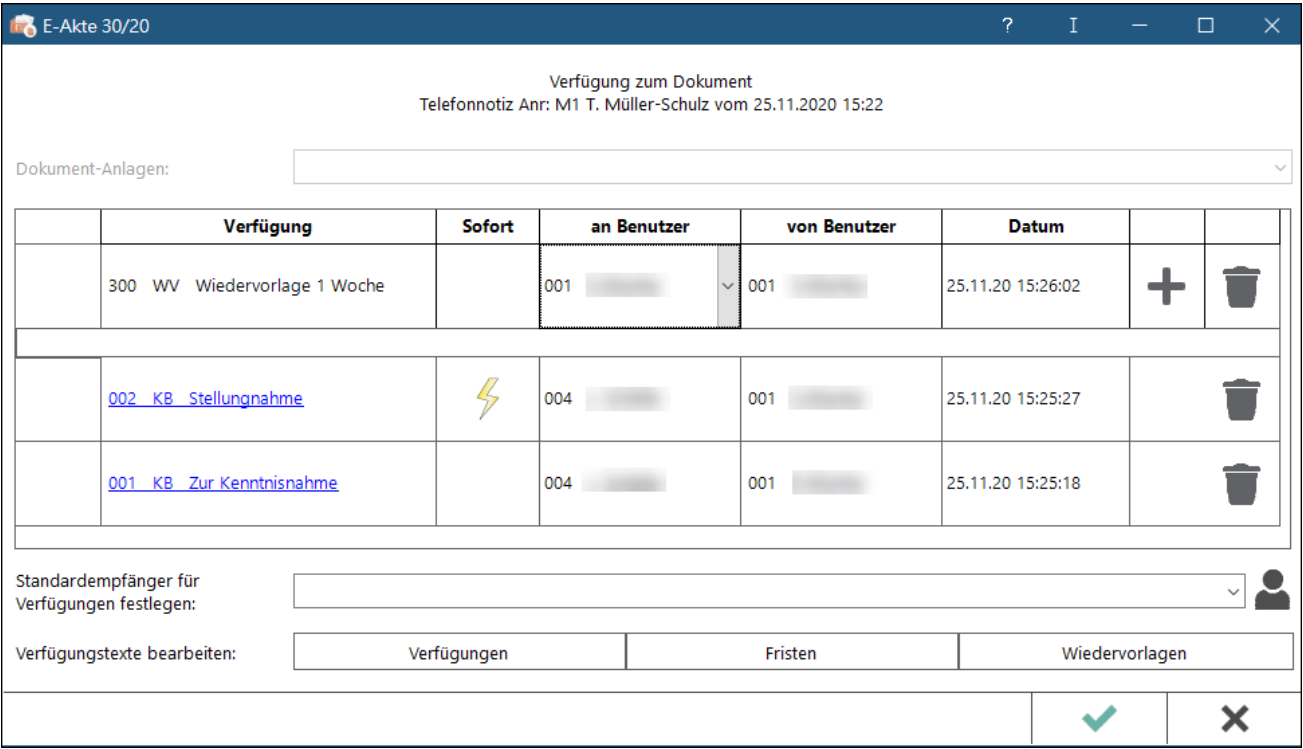 E-Akte 30/20
Verfügung zum Dokument
Telefonnotiz Anr: M1 T. Müller-Schulz vom 25.11.2020 15:22
Dokument-Anlagen:
Verfügung Sofort an Benutzer von Benutzer Datum
300 WV Wiedervorlage 1 Woche 001 001 25.11.20 15:26:02
002 KB Stellungnahme 004 001 25.11.20 15:25:27
001 KB Zur Kenntnisnahme 004 001 25.11.20 15:25:18
Standardempfänger für
Verfügungen festlegen:
Verfügungstexte bearbeiten: Verfügungen Fristen Wiedervorlagen